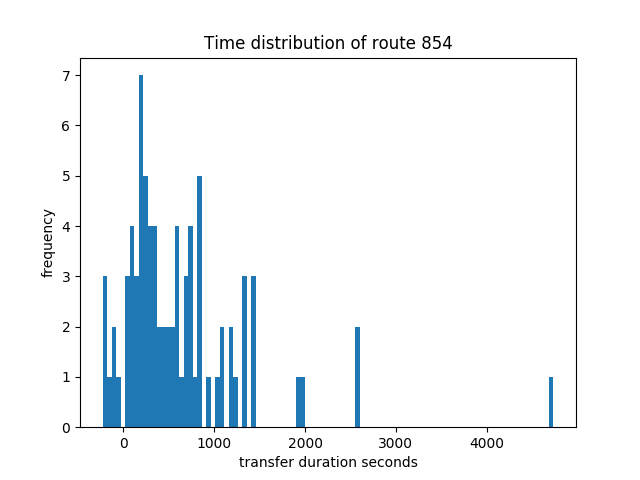 Time distribution of route 854
frequency
7
6
5
4
3
2
1
0
0 1000 2000 3000 4000
transfer duration seconds